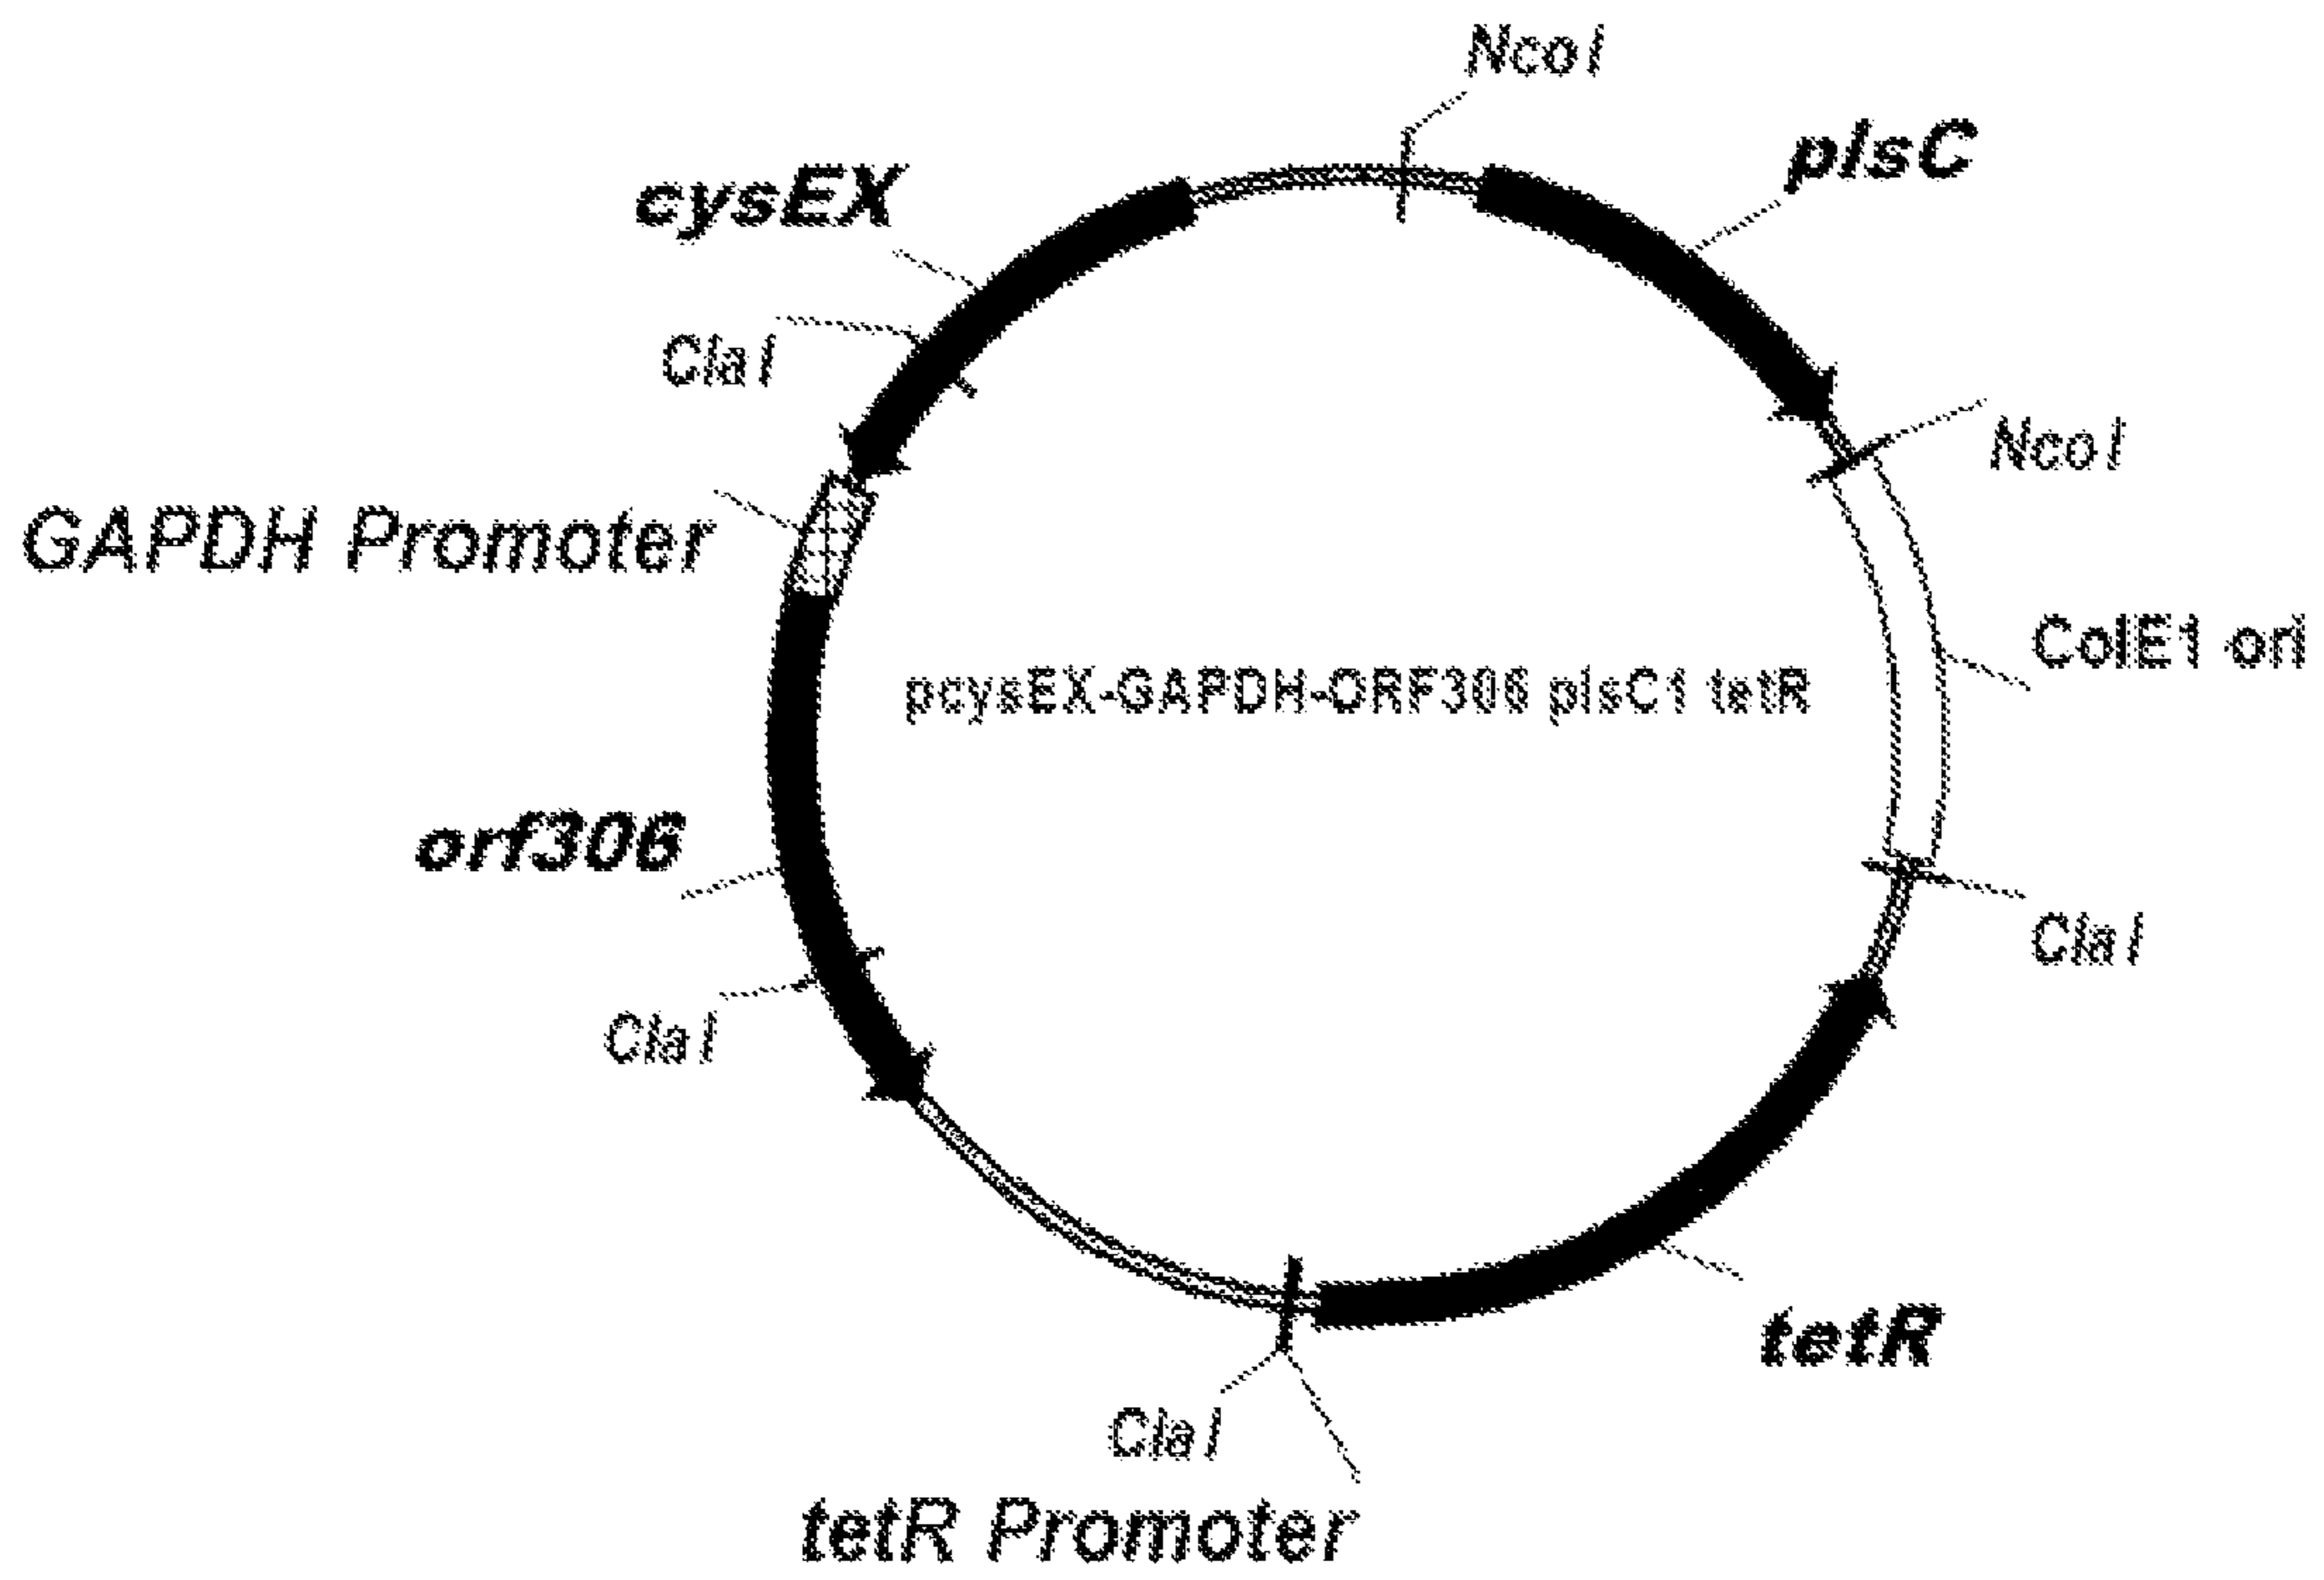 NcoI
plsC
cysEX
ClaI
NcoI
GAPDH Promoter
ColE1 ori
pcysEX-GAPDH-ORF306 plsC1 tetR
orf306
ClaI
ClaI
tetR
ClaI
tetR Promoter